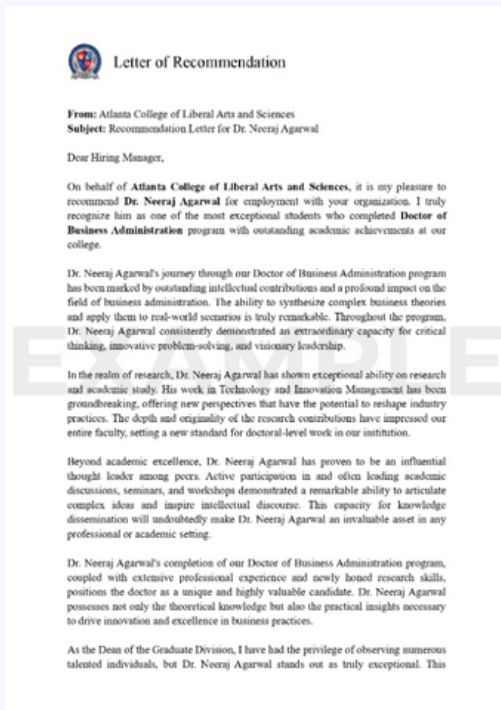 Letter of Recommendation
From: Atlanta College of Liberal Arts and Sciences
Subject: Recommendation Letter for Dr. Neeraj Agarwal
Dear Hiring Manager,
On behalf of Atlanta College of Liberal Arts and Sciences, it is my pleasure to
recommend Dr. Neeraj Agarwal for employment with your organization. I truly
recognize him as one of the most exceptional students who completed Doctor of
Business Administration program with outstanding academic achievements at our
college.
Dr. Neeraj Agarwal's journey through our Doctor of Business Administration program
has been marked by outstanding intellectual contributions and a profound impact on the
field of business administration. The ability to synthesize complex business theories
and apply them to real-world scenarios is truly remarkable. Throughout the program,
Dr. Neeraj Agarwal consistently demonstrated an extraordinary capacity for critical
thinking, innovative problem-solving, and visionary leadership.
In the realm of research, Dr. Neeraj Agarwal has shown exceptional ability on research
and academic study. His work in Technology and Innovation Management has been
groundbreaking, offering new perspectives that have the potential to reshape industry
practices. The depth and originality of the research contributions have impressed our
entire faculty, setting a new standard for doctoral-level work in our institution.
Beyond academic excellence, Dr. Neeraj Agarwal has proven to be an influential
thought leader among peers. Active participation in and often leading academic
discussions, seminars, and workshops demonstrated a remarkable ability to articulate
complex ideas and inspire intellectual discourse. This capacity for knowledge
dissemination will undoubtedly make Dr. Neeraj Agarwal an invaluable asset in any
professional or academic setting.
Dr. Neeraj Agarwal's completion of our Doctor of Business Administration program,
coupled with extensive professional experience and newly honed research skills,
positions the doctor as a unique and highly valuable candidate. Dr. Neeraj Agarwal
possesses not only the theoretical knowledge but also the practical insights necessary
to drive innovation and excellence in business practices.
As the Dean of the Graduate Division, I have had the privilege of observing numerous
talented individuals, but Dr. Neeraj Agarwal stands out as truly exceptional. This